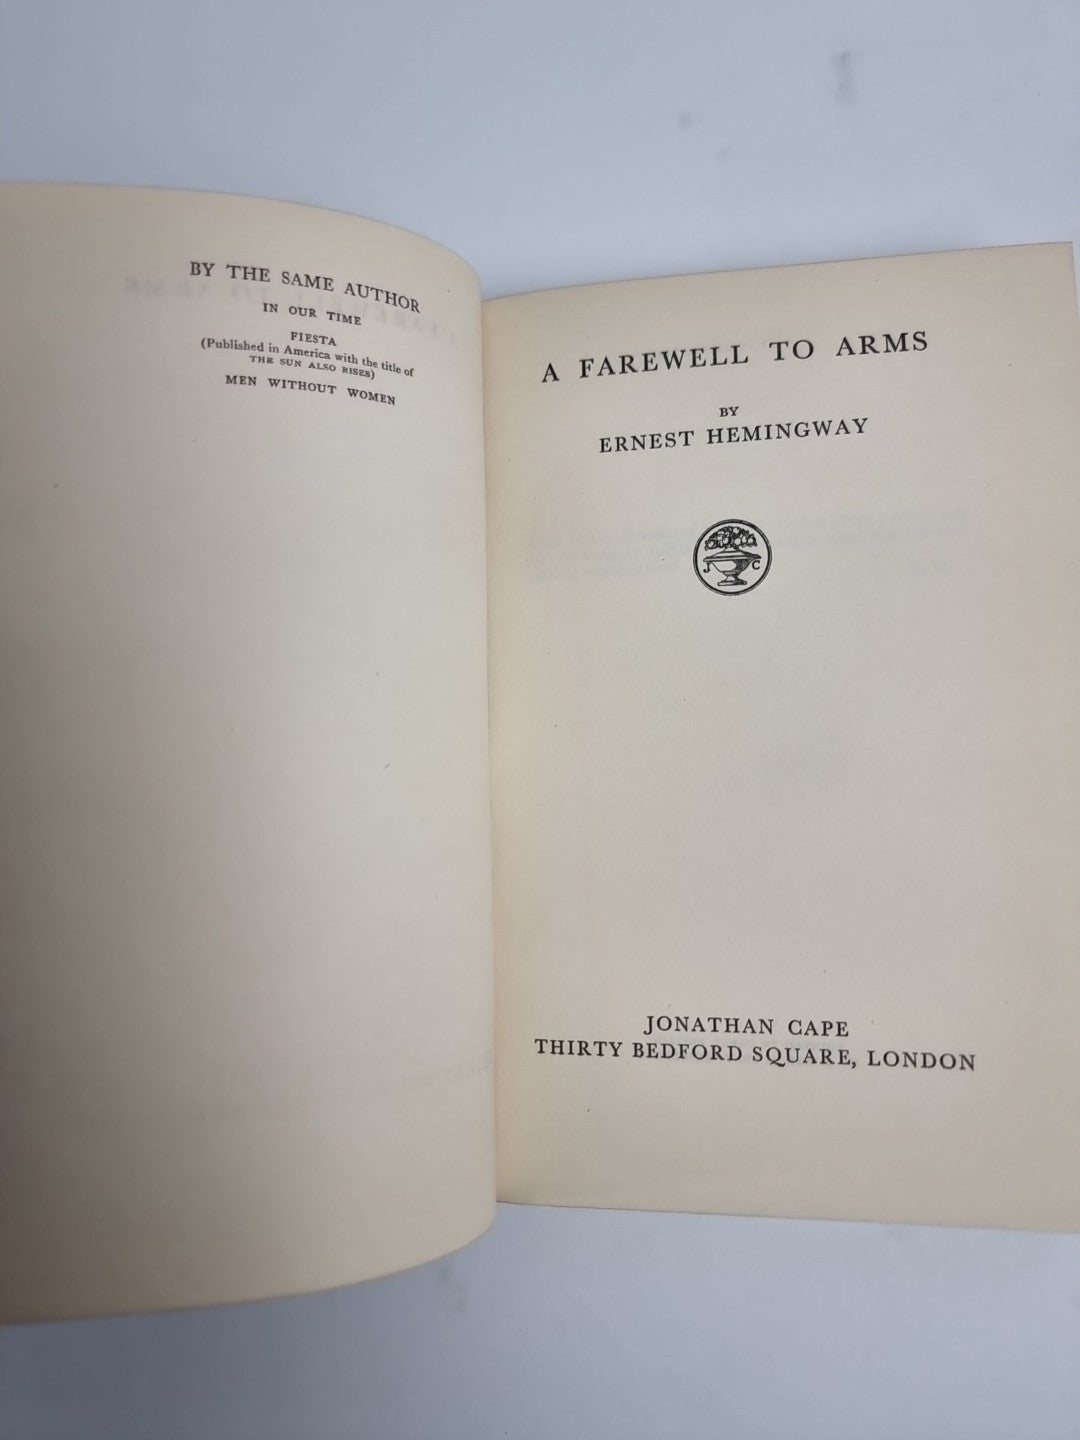 BY THE SAME AUTHOR
IN OUR TIME
FIESTA
(Published in America with the title of
THE SUN ALSO RISES)
MEN WITHOUT WOMEN
A FAREWELL TO ARMS
BY
ERNEST HEMINGWAY
J C
JONATHAN CAPE
THIRTY BEDFORD SQUARE, LONDON